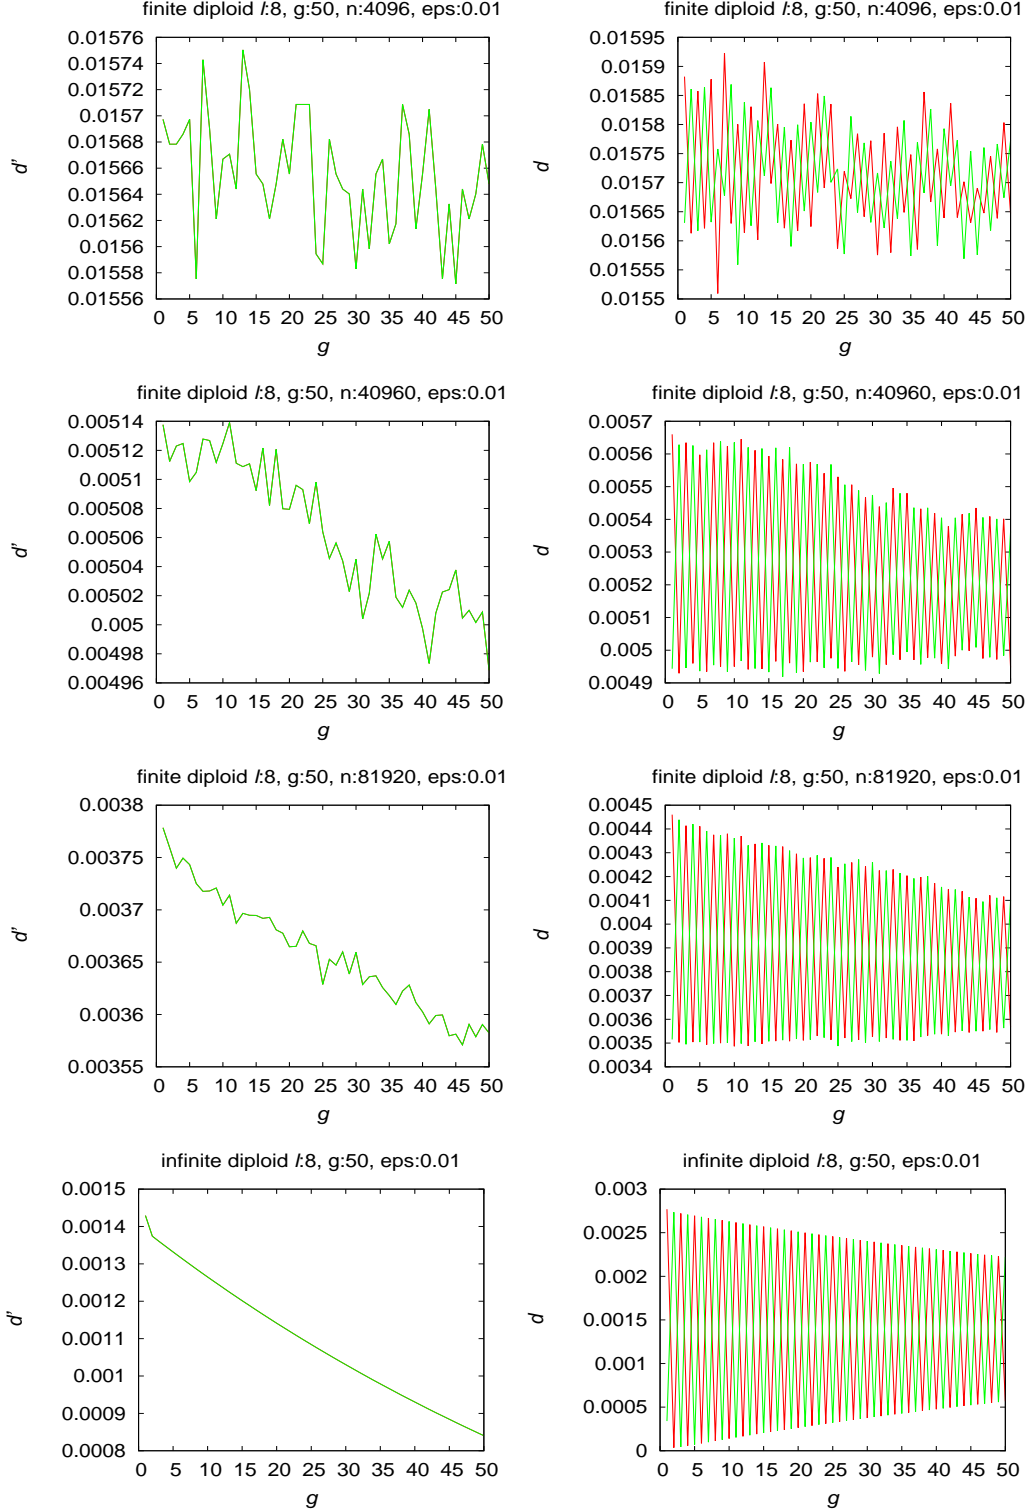 finite diploid l:8, g:50, n:4096, eps:0.01
0.01576
0.01574
0.01572
0.0157
0.01568
0.01566
0.01564
0.01562
0.0156
0.01558
0.01556
d'
0 5 10 15 20 25 30 35 40 45 50
g
finite diploid l:8, g:50, n:4096, eps:0.01
0.01595
0.0159
0.01585
0.0158
0.01575
0.0157
0.01565
0.0156
0.01555
0.0155
d
0 5 10 15 20 25 30 35 40 45 50
g
finite diploid l:8, g:50, n:40960, eps:0.01
0.00514
0.00512
0.0051
0.00508
0.00506
0.00504
0.00502
0.005
0.00498
0.00496
d'
0 5 10 15 20 25 30 35 40 45 50
g
finite diploid l:8, g:50, n:40960, eps:0.01
0.0057
0.0056
0.0055
0.0054
0.0053
0.0052
0.0051
0.005
0.0049
d
0 5 10 15 20 25 30 35 40 45 50
g
finite diploid l:8, g:50, n:81920, eps:0.01
0.0038
0.00375
0.0037
0.00365
0.0036
0.00355
d'
0 5 10 15 20 25 30 35 40 45 50
g
finite diploid l:8, g:50, n:81920, eps:0.01
0.0045
0.0044
0.0043
0.0042
0.0041
0.004
0.0039
0.0038
0.0037
0.0036
0.0035
0.0034
d
0 5 10 15 20 25 30 35 40 45 50
g
infinite diploid l:8, g:50, eps:0.01
0.0015
0.0014
0.0013
0.0012
0.0011
0.001
0.0009
0.0008
d'
0 5 10 15 20 25 30 35 40 45 50
g
infinite diploid l:8, g:50, eps:0.01
0.003
0.0025
0.002
0.0015
0.001
0.0005
0
d
0 5 10 15 20 25 30 35 40 45 50
g